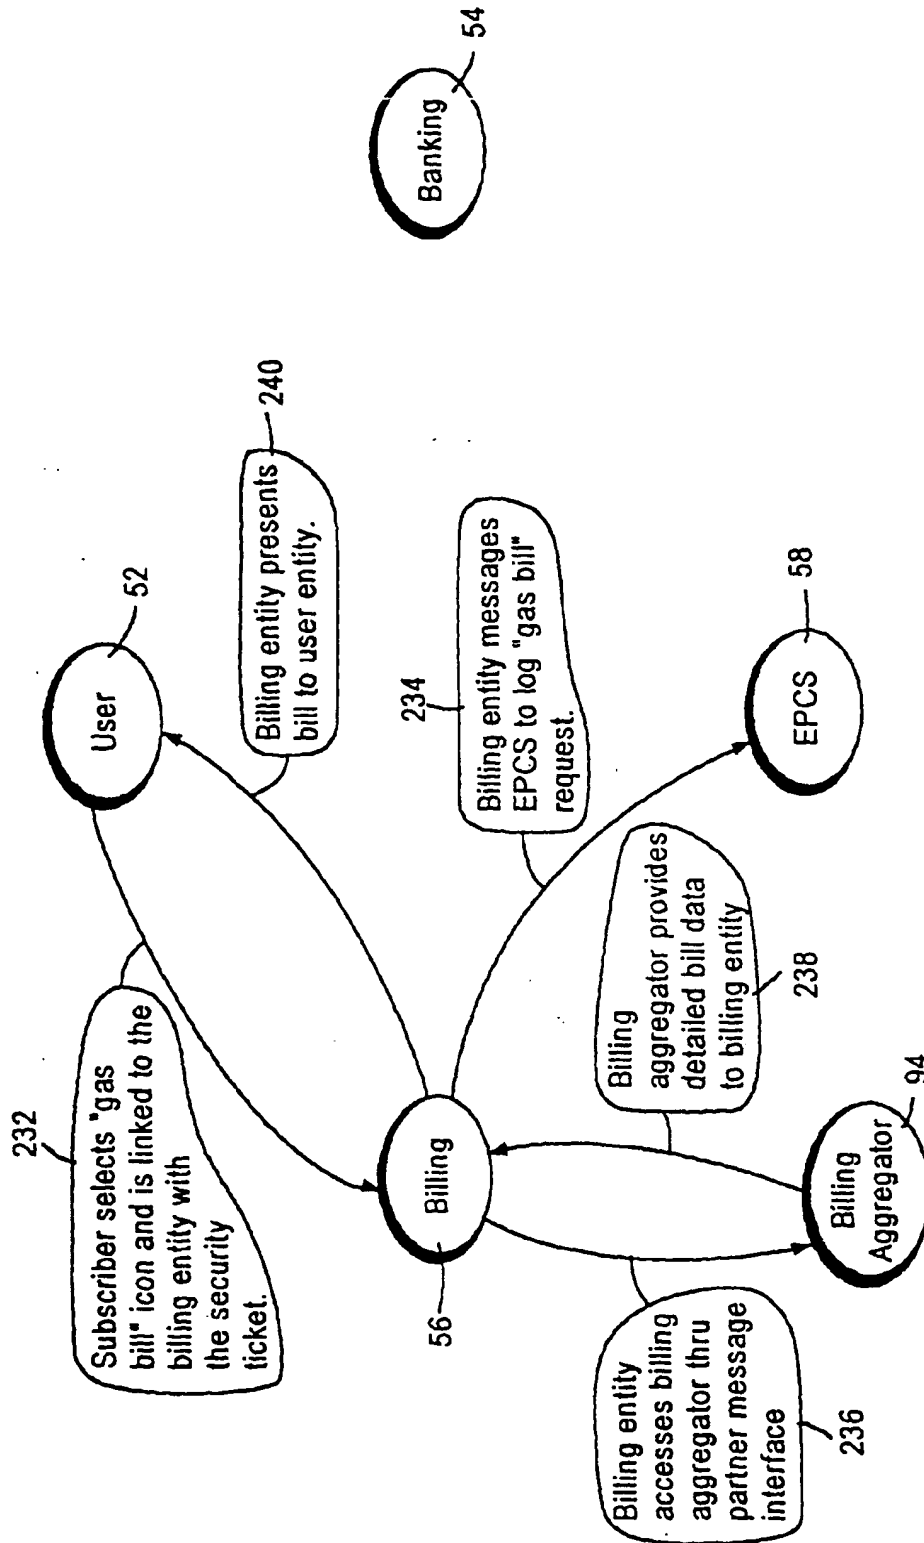 232
Subscriber selects "gas
bill" icon and is linked to the
billing entity with
the security
ticket.
User
52
Billing entity presents
bill to user entity.
240
Banking
54
Billing
56
234
Billing entity messages
EPCS to log "gas bill"
request.
Billing entity
accesses billing
aggregator thru
partner message
interface
236
Billing
aggregator provides
detailed bill data
to billing entity
238
EPCS
58
Billing
Aggregator
94